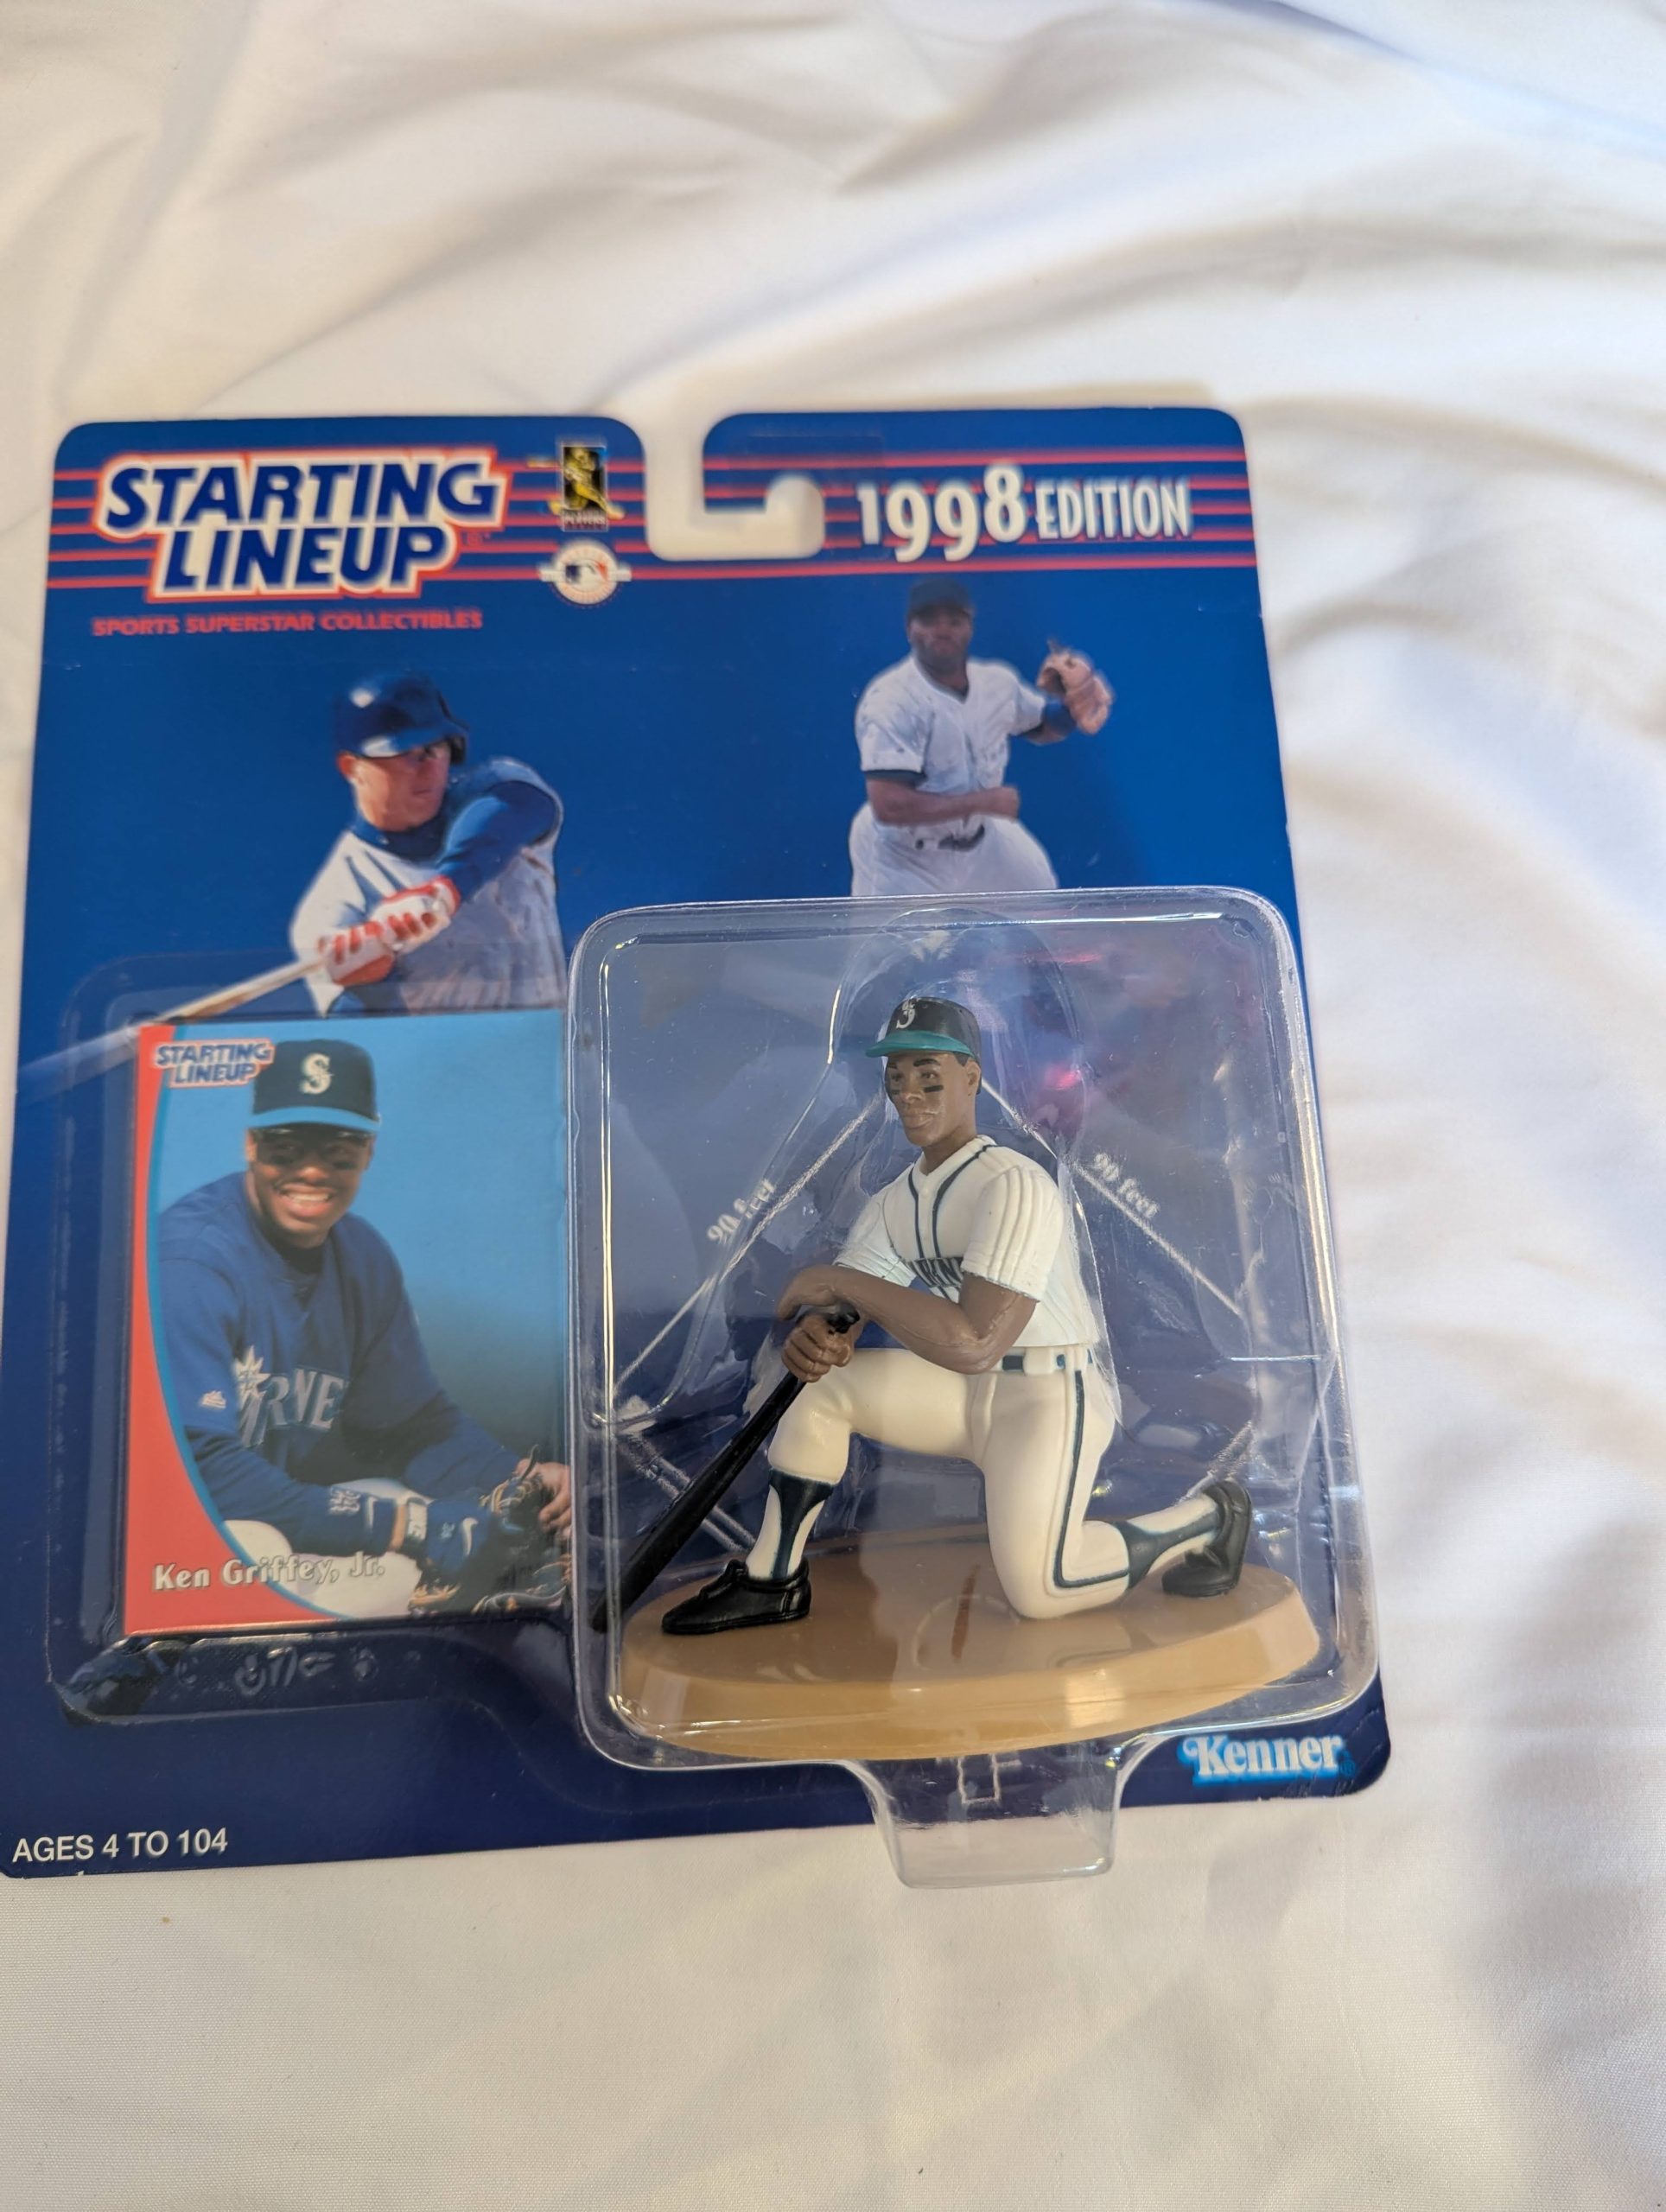 STARTING
LINEUP
SPORTS SUPERSTAR COLLECTIBLES
1998 EDITION
STARTING
LINEUP
S
Ken Griffey, Jr.
90 feet
90 feet
Kenner
AGES 4 TO 104